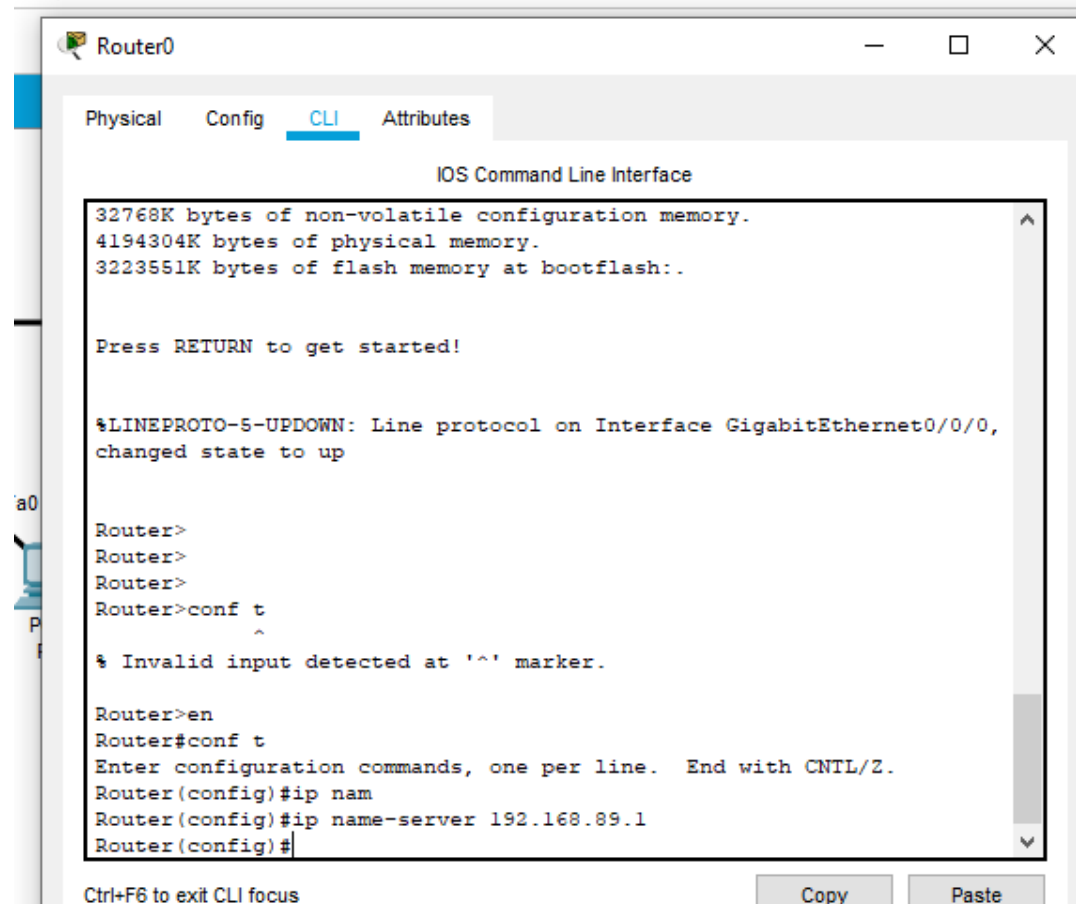 Router0
Physical Config CLI Attributes
IOS Command Line Interface
32768K bytes of non-volatile configuration memory.
4194304K bytes of physical memory.
3223551K bytes of flash memory at bootflash:.
Press RETURN to get started!
%LINEPROTO-5-UPDOWN: Line protocol on Interface GigabitEthernet0/0/0,
changed state to up
Router>
Router>
Router>
Router>conf t
^
% Invalid input detected at '^' marker.
Router>en
Router#conf t
Enter configuration commands, one per line. End with CNTL/Z.
Router(config)#ip nam
Router(config)#ip name-server 192.168.89.1
Router(config)#
a0
P
Ctrl+F6 to exit CLI focus
Copy Paste